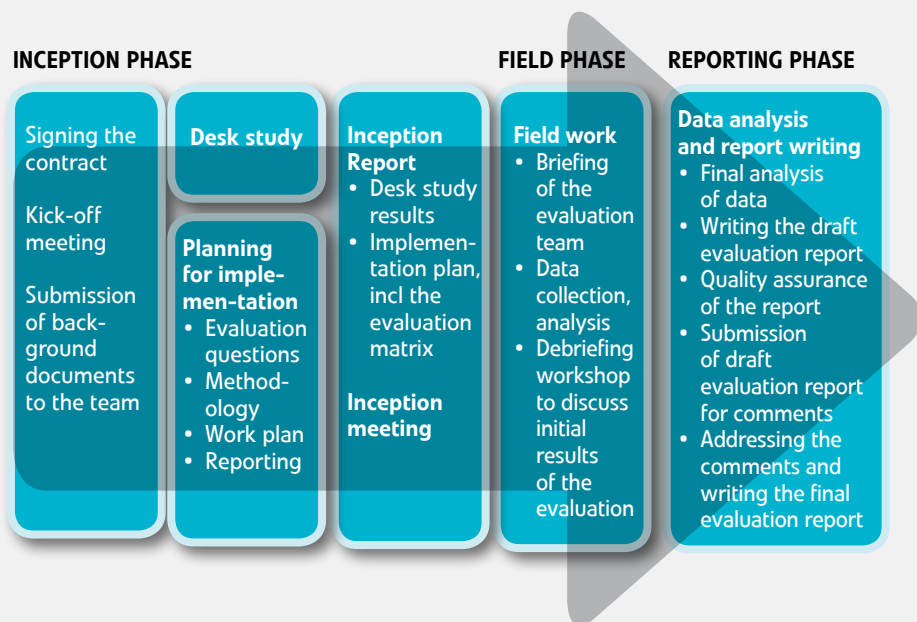 INCEPTION PHASE
Signing the
contract
Kick-off
meeting
Submission
of back-
ground
documents
to the team
Desk study
Planning
for imple-
men-tation
• Evaluation
questions
• Method-
ology
• Work plan
• Reporting
Inception
Report
• Desk study
results
• Implemen-
tation plan,
incl the
evaluation
matrix
Inception
meeting
FIELD PHASE
Field work
• Briefing
of the
evaluation
team
• Data
collection,
analysis
• Debriefing
workshop
to discuss
initial
results
of the
evaluation
REPORTING PHASE
Data analysis
and report writing
• Final analysis
of data
• Writing the draft
evaluation report
• Quality assurance
of the report
• Submission
of draft
evaluation report
for comments
• Addressing the
comments and
writing the final
evaluation report